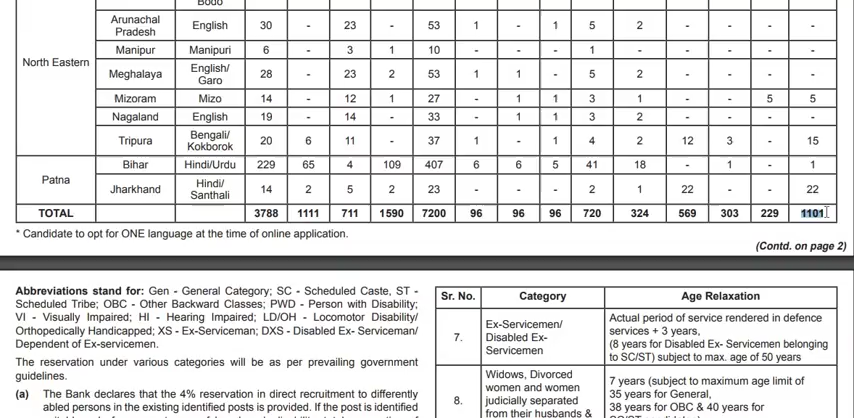 Bodo
Arunachal Pradesh English 30 - 23 - 53 1 - 1 5 2 - - - -
Manipur Manipuri 6 - 3 1 10 - - - 1 - - - -
North Eastern
Meghalaya English/ Garo 28 - 23 2 53 1 1 - 5 2 - - - -
Mizoram Mizo 14 - 12 1 27 - 1 1 3 1 - - 5 5
Nagaland English 19 - 14 - 33 - 1 1 3 2 - - - -
Tripura Bengali/ Kokborok 20 6 11 - 37 1 - 1 4 2 12 3 - 15
Patna
Bihar Hindi/Urdu 229 65 4 109 407 6 6 5 41 18 - 1 - 1
Jharkhand Hindi/ Santhali 14 2 5 2 23 - - - 2 1 22 - - 22
TOTAL 3788 1111 711 1590 7200 96 96 96 720 324 569 303 229 1101
* Candidate to opt for ONE language at the time of online application.
(Contd. on page 2)
Abbreviations stand for: Gen - General Category; SC - Scheduled Caste, ST -
Scheduled Tribe; OBC - Other Backward Classes; PWD - Person with Disability;
VI - Visually Impaired; HI - Hearing Impaired; LD/OH - Locomotor Disability/
Orthopedically Handicapped; XS - Ex-Serviceman; DXS - Disabled Ex- Serviceman/
Dependent of Ex-servicemen.
The reservation under various categories will be as per prevailing government
guidelines.
(a) The Bank declares that the 4% reservation in direct recruitment to differently
abled persons in the existing identified posts is provided. If the post is identified
Sr. No. Category Age Relaxation
7. Ex-Servicemen/ Disabled Ex- Servicemen
Actual period of service rendered in defence
services + 3 years,
(8 years for Disabled Ex- Servicemen belonging
to SC/ST) subject to max. age of 50 years
8. Widows, Divorced
women and women
judicially separated
from their husbands &
7 years (subject to maximum age limit of
35 years for General,
38 years for OBC & 40 years for